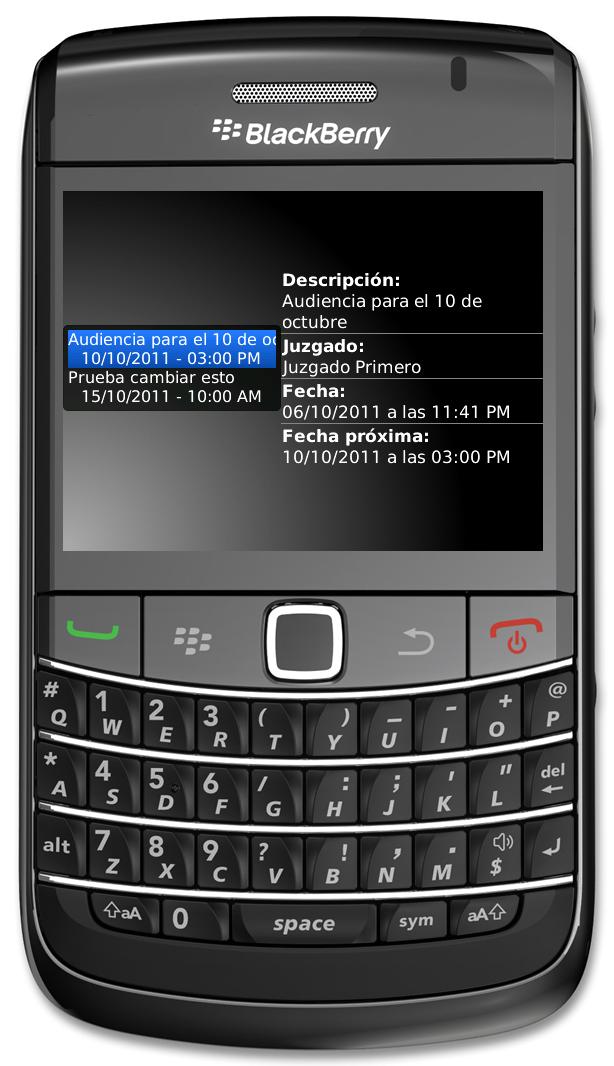 BlackBerry
Audiencia para el 10 de oc
10/10/2011 - 03:00 PM
Prueba cambiar esto
15/10/2011 - 10:00 AM
Descripción:
Audiencia para el 10 de
octubre
Juzgado:
Juzgado Primero
Fecha:
06/10/2011 a las 11:41 PM
Fecha próxima:
10/10/2011 a las 03:00 PM
# 1 2 3 ( ) _ - + @
Q W E R T Y U I O P
* 4 5 6 / : ; ' " del
A S D F G H J K L
alt 7 8 9 ? ! , .
Z X C V B N M $
aA 0 space sym aA